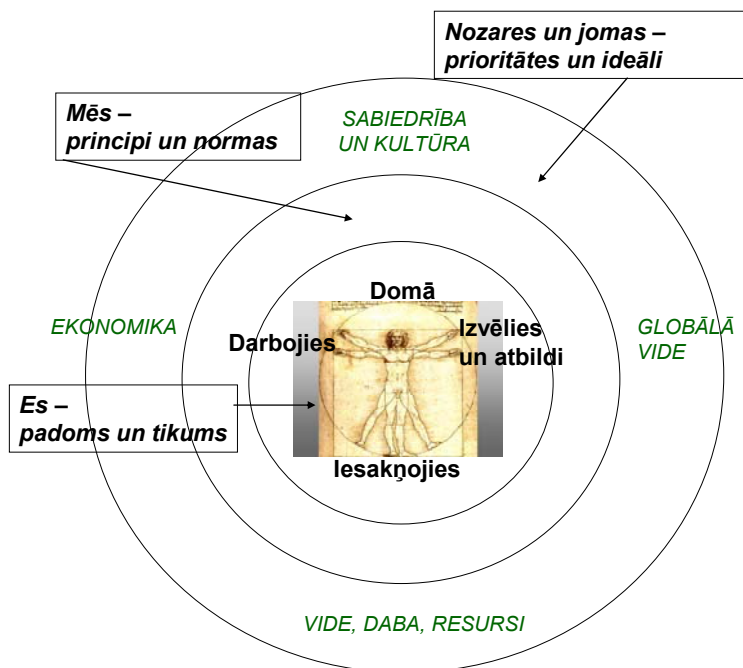 Nozares un jomas –
prioritātes un ideāli
Mēs –
principi un normas
SABIEDRĪBA
UN KULTŪRA
Domā
EKONOMIKA
Darbojies
Izvēlies
un atbildi
GLOBĀLĀ
VIDE
Es –
padoms un tikums
Iesakņojies
VIDE, DABA, RESURSI